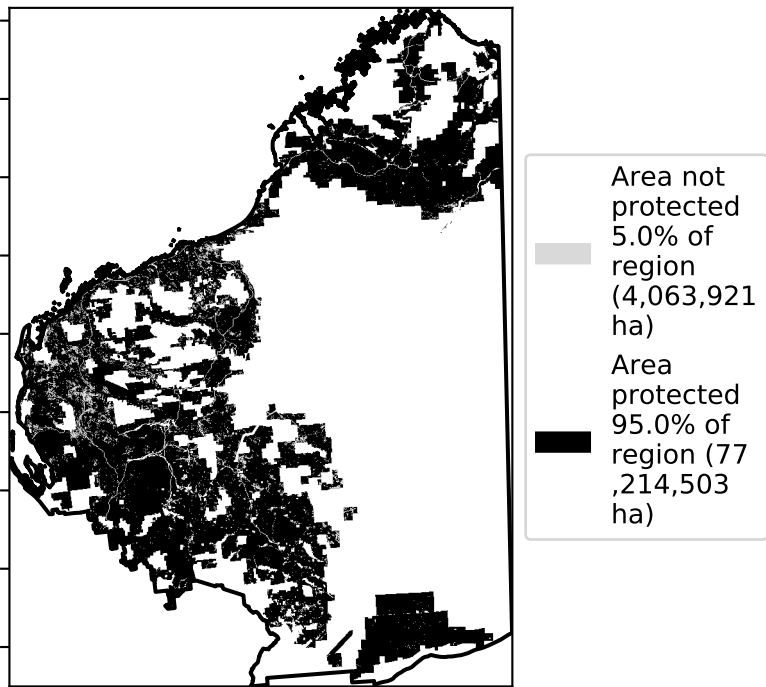 Area not
protected
5.0% of
region
(4,063,921
ha)
Area
protected
95.0% of
region (77
,214,503
ha)